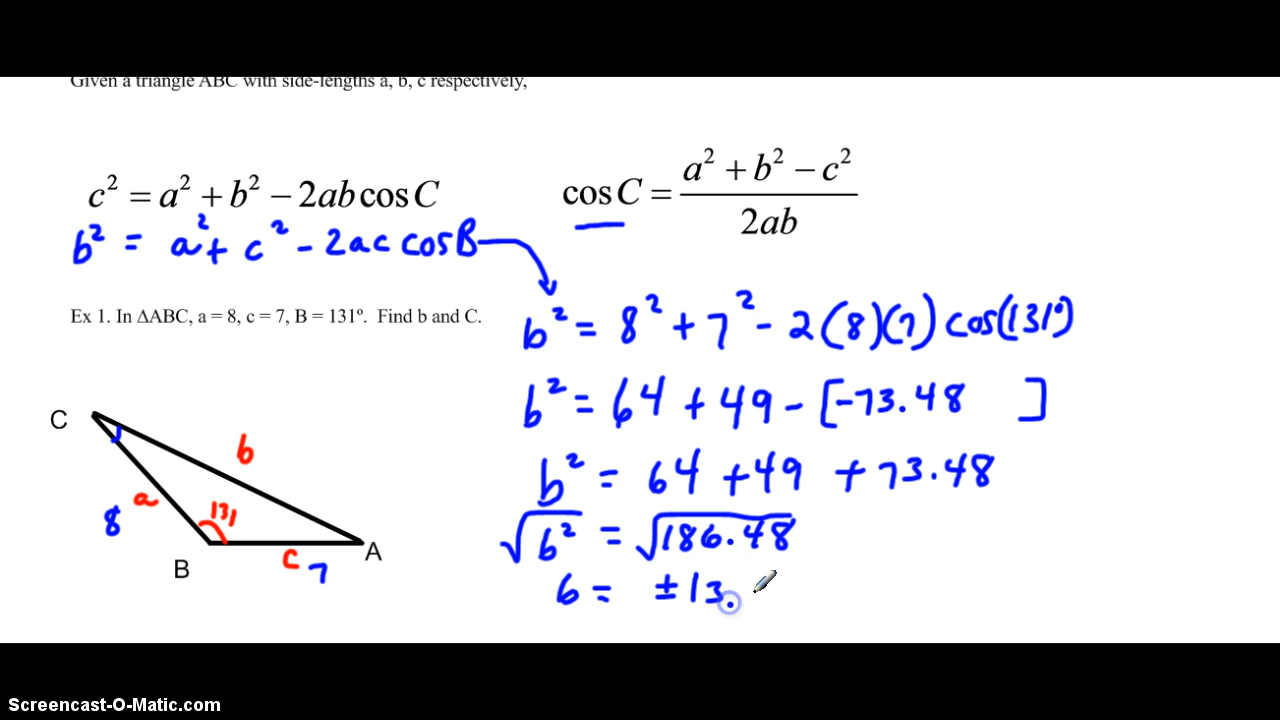 Given a triangle ABC with side-lengths a, b, c respectively,
c² = a² + b² − 2ab cos C
cos C = (a² + b² − c²) / 2ab
b² = a² + c² - 2ac cosB
Ex 1. In ΔABC, a = 8, c = 7, B = 131º. Find b and C.
b² = 8² + 7² - 2(8)(7) cos(131°)
b² = 64 + 49 - [-73.48 ]
b² = 64 + 49 + 73.48
√b² = √186.48
b = ±13.
C
b
a
131
8
B
c
7
A
Screencast-O-Matic.com